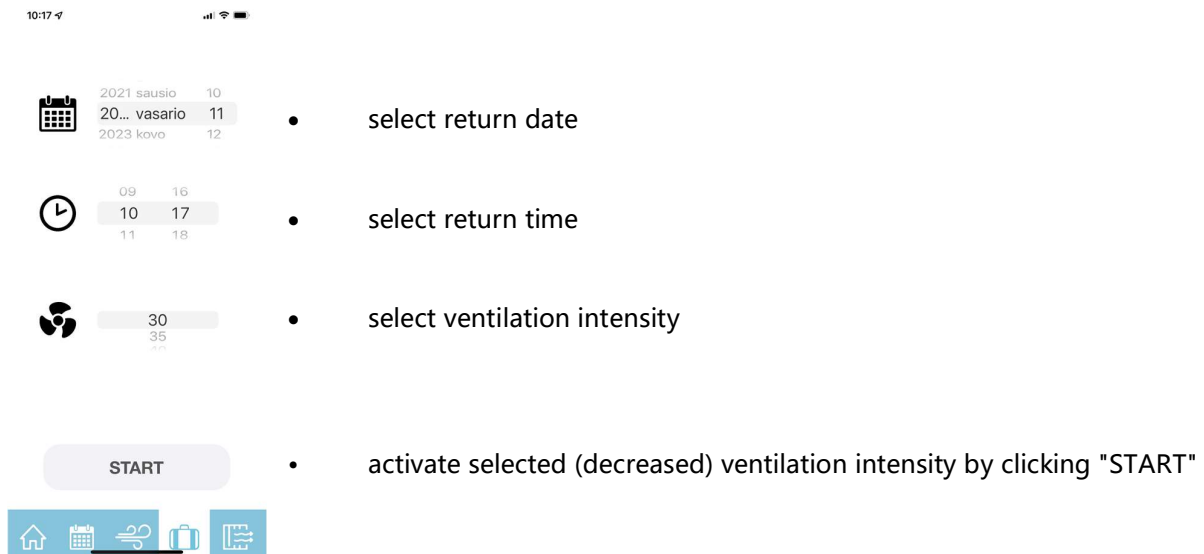 10:17
2021 sausio 10
20... vasario 11
2023 kovo 12
• select return date
09 16
10 17
11 18
• select return time
30
35
• select ventilation intensity
START
• activate selected (decreased) ventilation intensity by clicking "START"